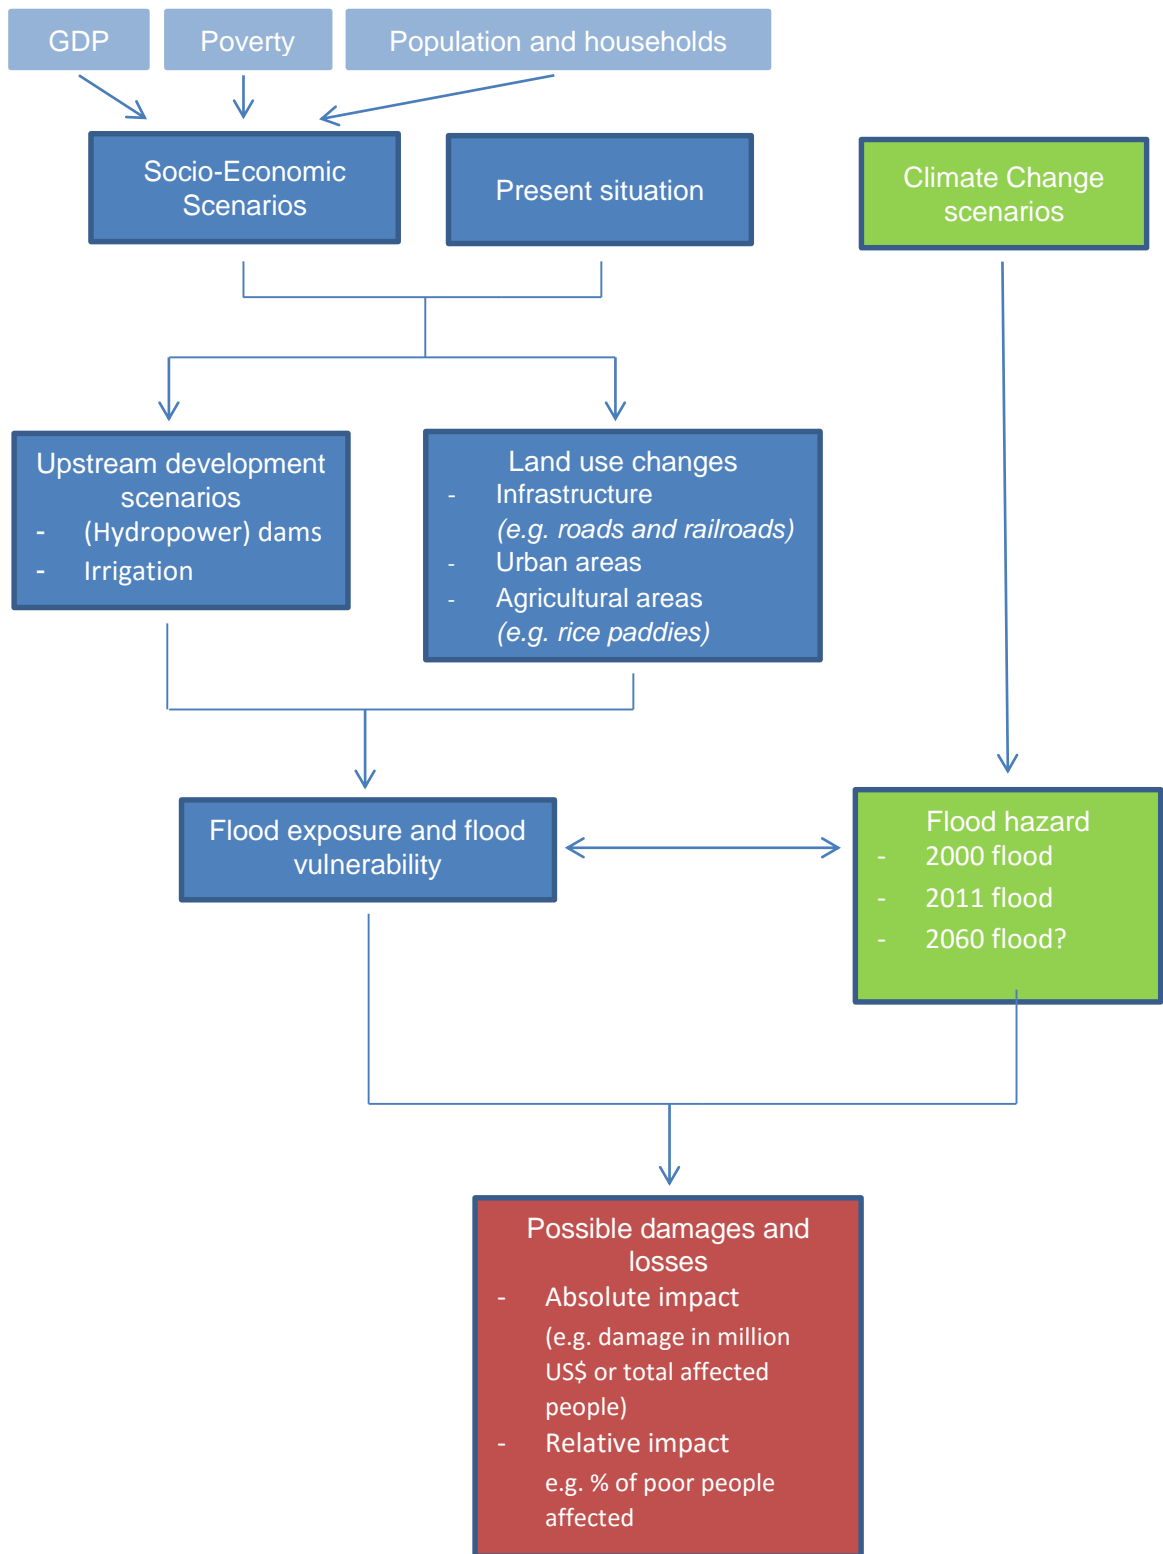 GDP
Poverty
Population and households
Socio-Economic
Scenarios
Present situation
Climate Change
scenarios
Upstream development
scenarios
- (Hydropower) dams
- Irrigation
Land use changes
- Infrastructure
(e.g. roads and railroads)
- Urban areas
- Agricultural areas
(e.g. rice paddies)
Flood exposure and flood
vulnerability
Flood hazard
- 2000 flood
- 2011 flood
- 2060 flood?
Possible damages and
losses
- Absolute impact
(e.g. damage in million
US$ or total affected
people)
- Relative impact
e.g. % of poor people
affected